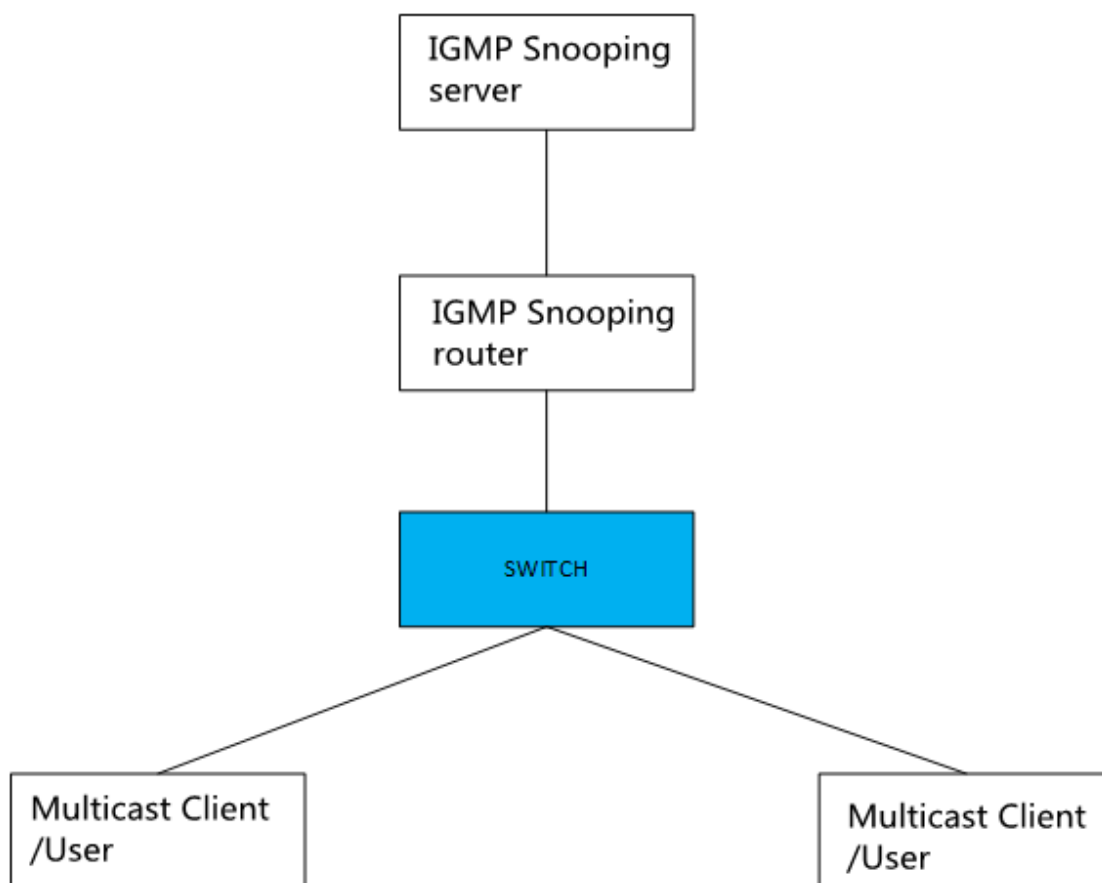 IGMP Snooping
server
IGMP Snooping
router
SWITCH
Multicast Client
/User
Multicast Client
/User